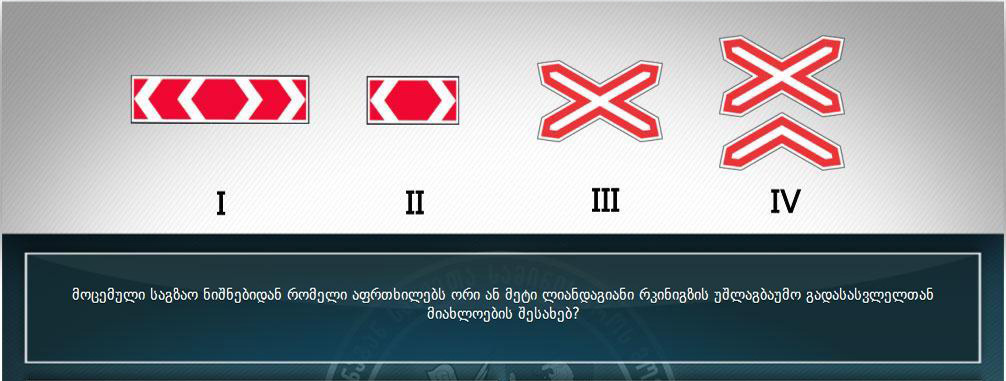 I II III IV
მოცემული საგზაო ნიშნებიდან რომელი აფრთხილებს ორი ან მეტი ლიანდაგიანი რკინიგზის უშლაგბაუმო გადასასვლელთან
მიახლოების შესახებ?